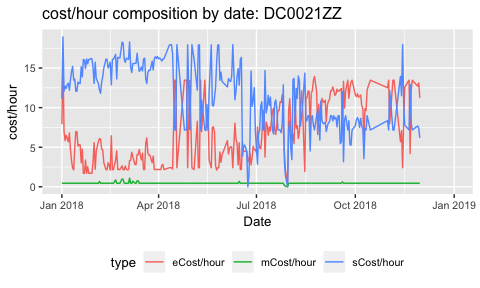 cost/hour composition by date: DC0021ZZ
cost/hour
15
10
5
0
Jan 2018 Apr 2018 Jul 2018 Oct 2018 Jan 2019
Date
type eCost/hour mCost/hour sCost/hour